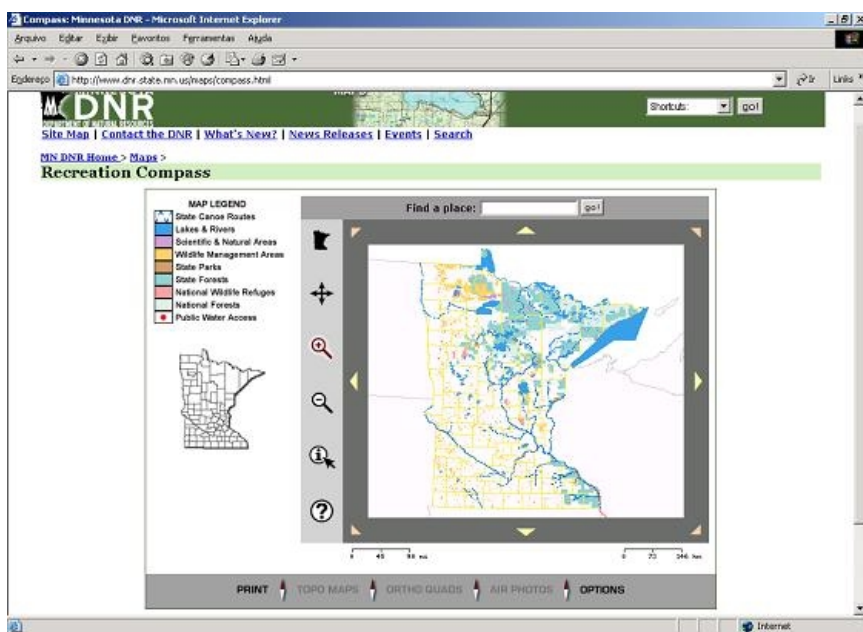 Compass: Minnesota DNR - Microsoft Internet Explorer
Arquivo Editar Exibir Favoritos Ferramentas Ajuda
Endereço http://www.dnr.state.mn.us/maps/compass.html Ir Links
DNR Shortcuts: go!
DEPARTMENT OF NATURAL RESOURCES
Site Map | Contact the DNR | What's New? | News Releases | Events | Search
MN DNR Home > Maps >
Recreation Compass
MAP LEGEND
State Canoe Routes
Lakes & Rivers
Scientific & Natural Areas
Wildlife Management Areas
State Parks
State Forests
National Wildlife Refuges
National Forests
Public Water Access
Find a place: go!
PRINT TOPO MAPS ORTHO QUADS AIR PHOTOS OPTIONS
Internet